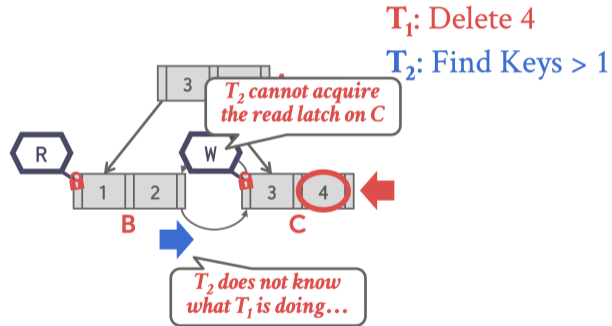 T₁: Delete 4
T₂: Find Keys > 1
3
T₂ cannot acquire
the read latch on C
R
W
1 2
3 4
B
C
T₂ does not know
what T₁ is doing...